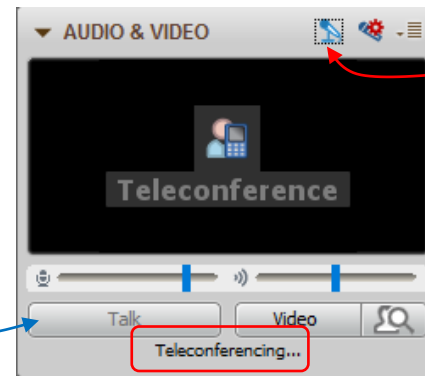 AUDIO & VIDEO
Teleconference
Talk
Video
Teleconferencing...